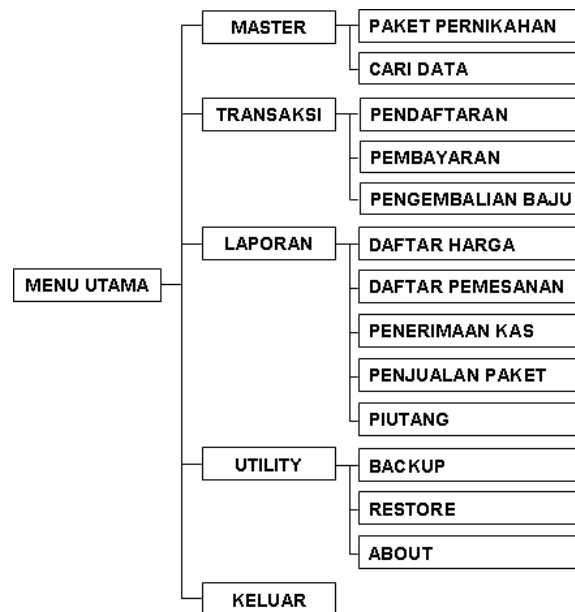 MENU UTAMA
MASTER
PAKET PERNIKAHAN
CARI DATA
TRANSAKSI
PENDAFTARAN
PEMBAYARAN
PENGEMBALIAN BAJU
LAPORAN
DAFTAR HARGA
DAFTAR PEMESANAN
PENERIMAAN KAS
PENJUALAN PAKET
PIUTANG
UTILITY
BACKUP
RESTORE
ABOUT
KELUAR